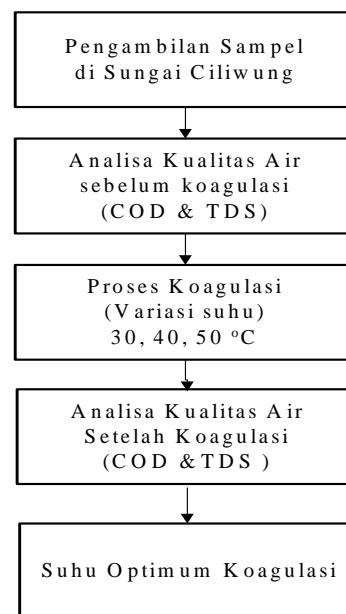 Pengambilan Sampel
di Sungai Ciliwung
Analisa Kualitas Air
sebelum koagulasi
(COD & TDS)
Proses Koagulasi
(Variasi suhu)
30, 40, 50 °C
Analisa Kualitas Air
Setelah Koagulasi
(COD &TDS )
Suhu Optimum Koagulasi